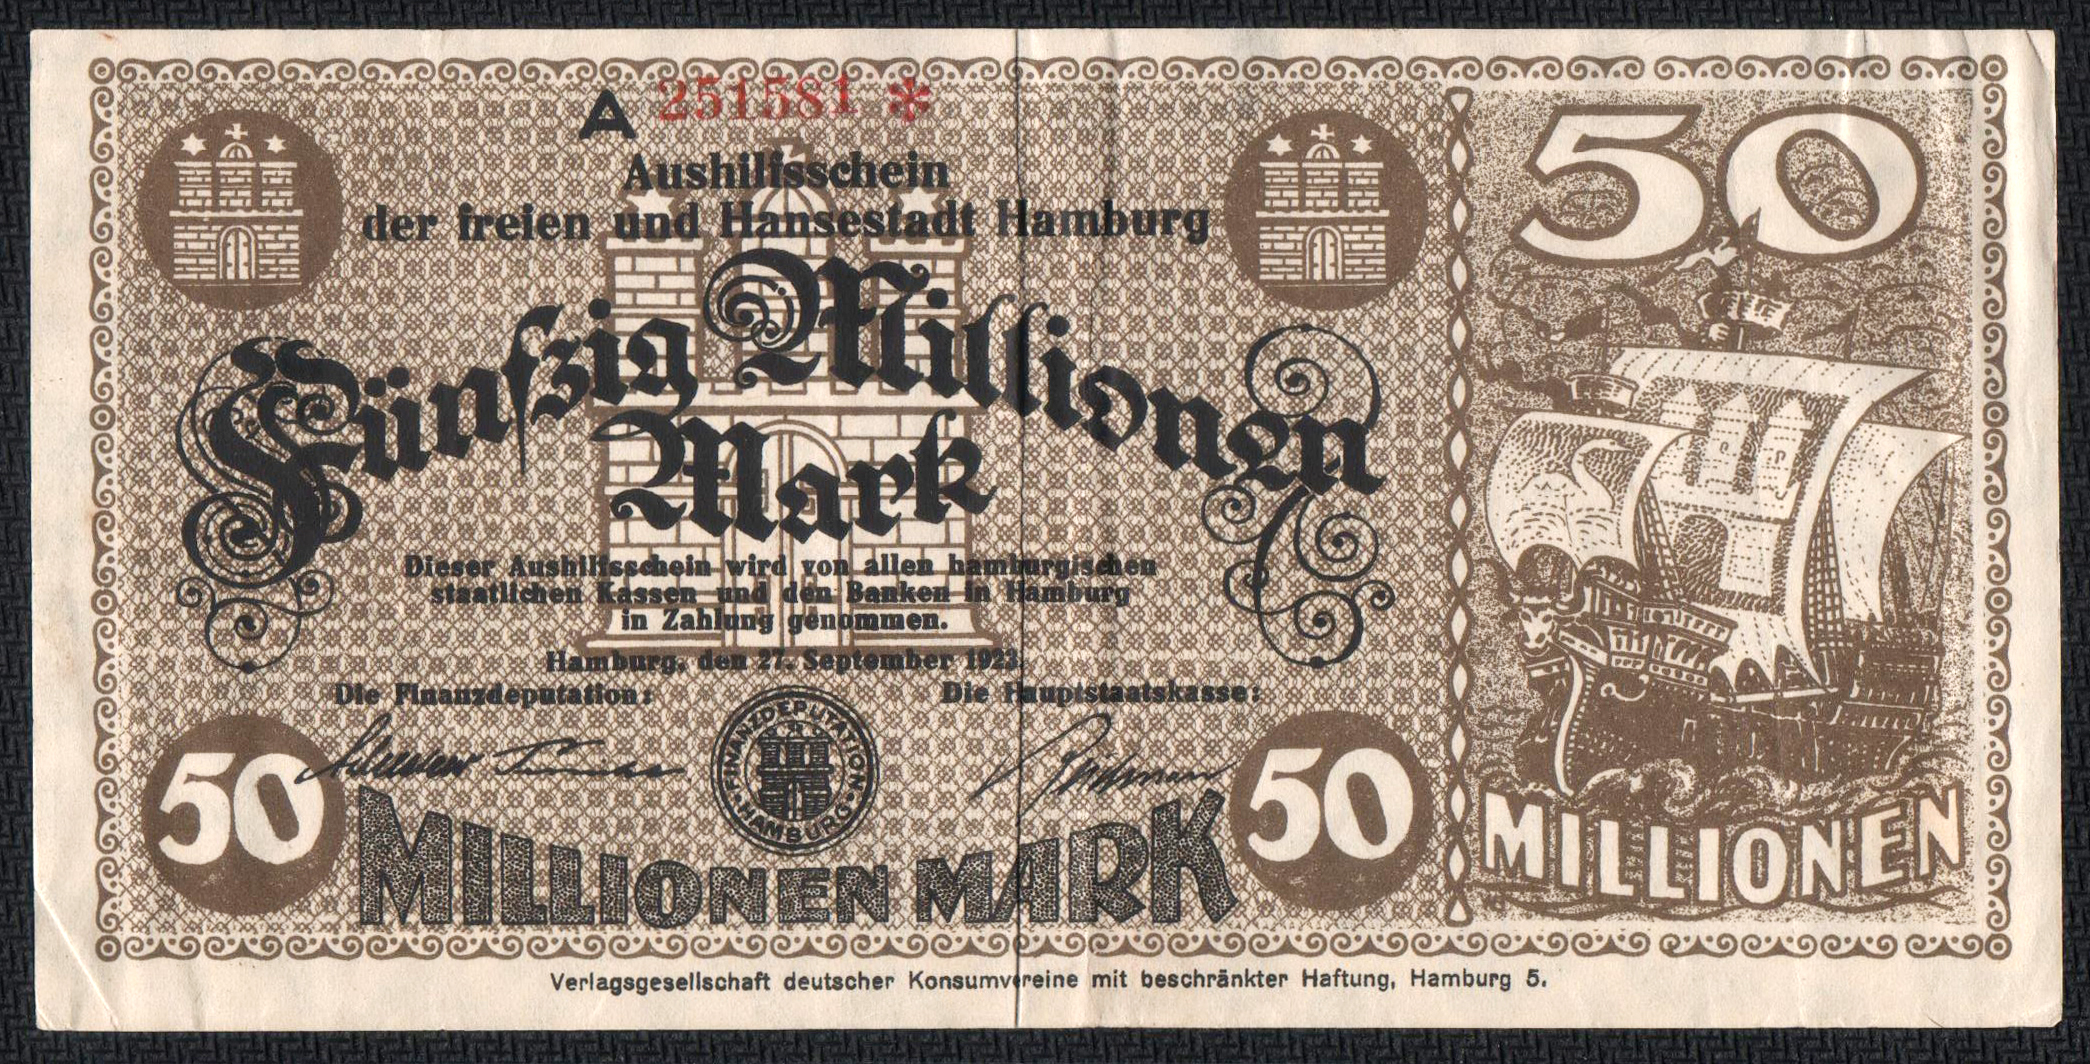 A 251581 *
Aushilfsschein
der freien und Hansestadt Hamburg
Fünfzig Millionen
Mark
Dieser Aushilfsschein wird von allen hamburgischen
staatlichen Kassen und den Banken in Hamburg
in Zahlung genommen.
Hamburg, den 27. September 1923.
Die Finanzdeputation:
Die Hauptstaatskasse:
FINANZDEPUTATION
HAMBURG
50
MILLIONEN MARK
50
50
MILLIONEN
Verlagsgesellschaft deutscher Konsumvereine mit beschränkter Haftung, Hamburg 5.